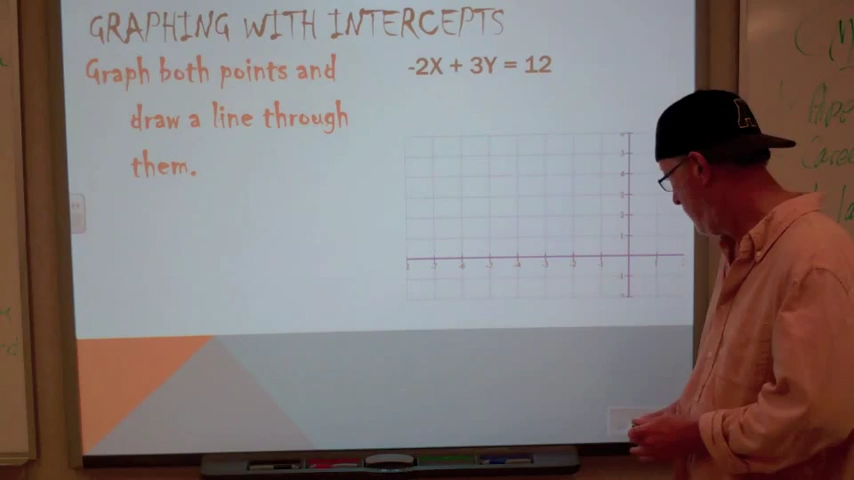 GRAPHING WITH INTERCEPTS
Graph both points and
draw a line through
them.
-2X + 3Y = 12